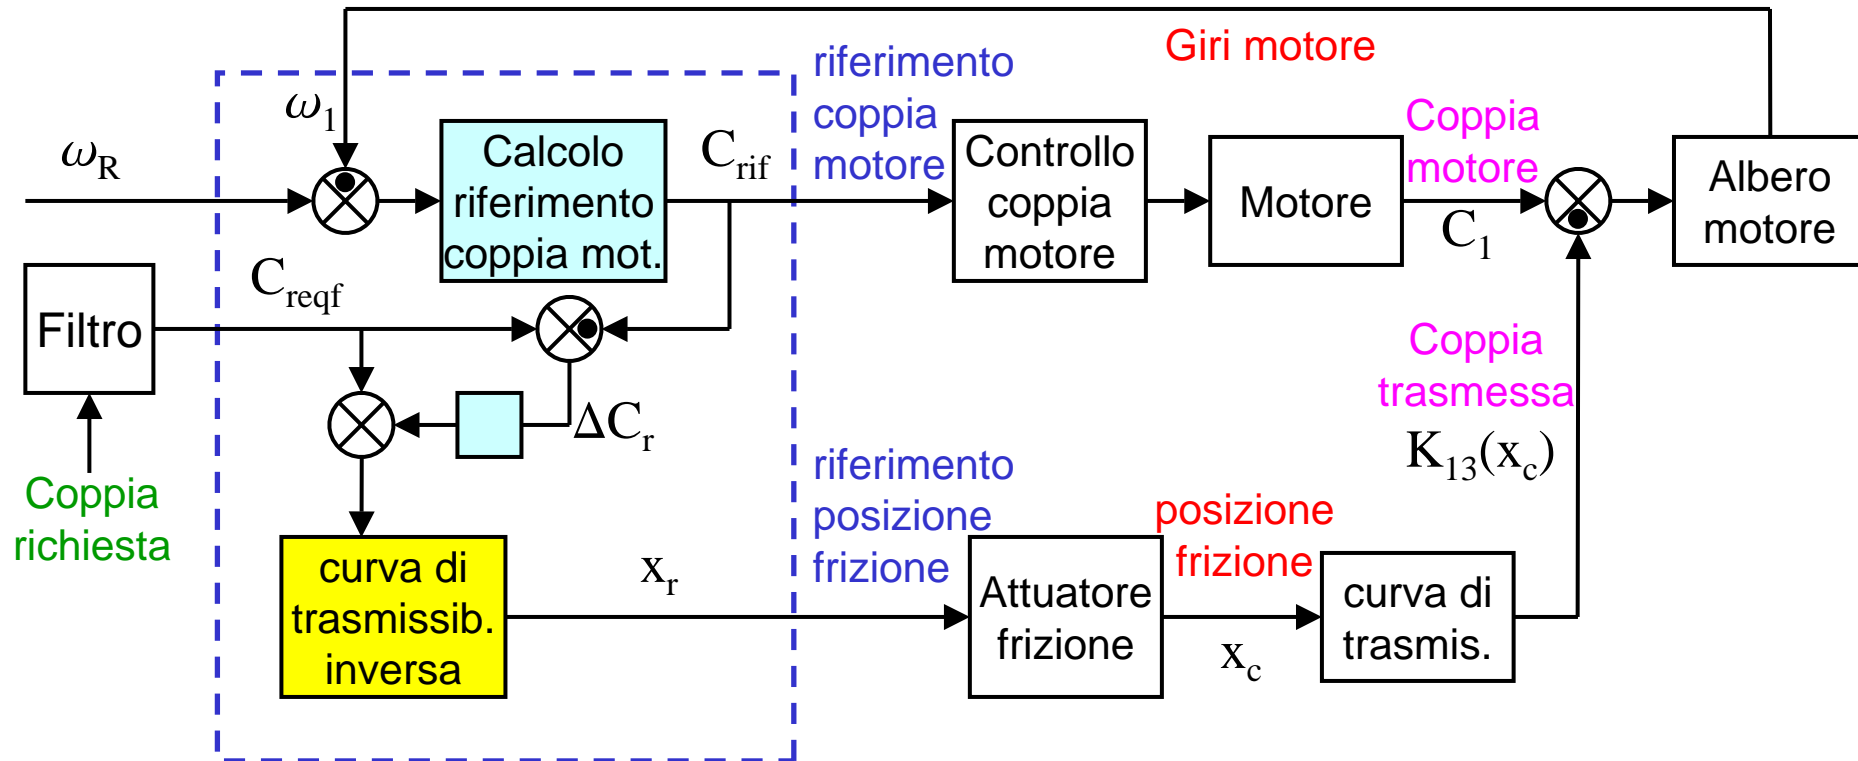 Giri motore
riferimento
coppia
motore
ω1
ωR
Calcolo
riferimento
coppia mot.
Crif
Controllo
coppia
motore
Motore
Coppia
motore
C1
Albero
motore
Creqf
Filtro
Coppia
richiesta
ΔCr
Coppia
trasmessa
K13(xc)
curva di
trasmissib.
inversa
xr
riferimento
posizione
frizione
Attuatore
frizione
posizione
frizione
xc
curva di
trasmis.